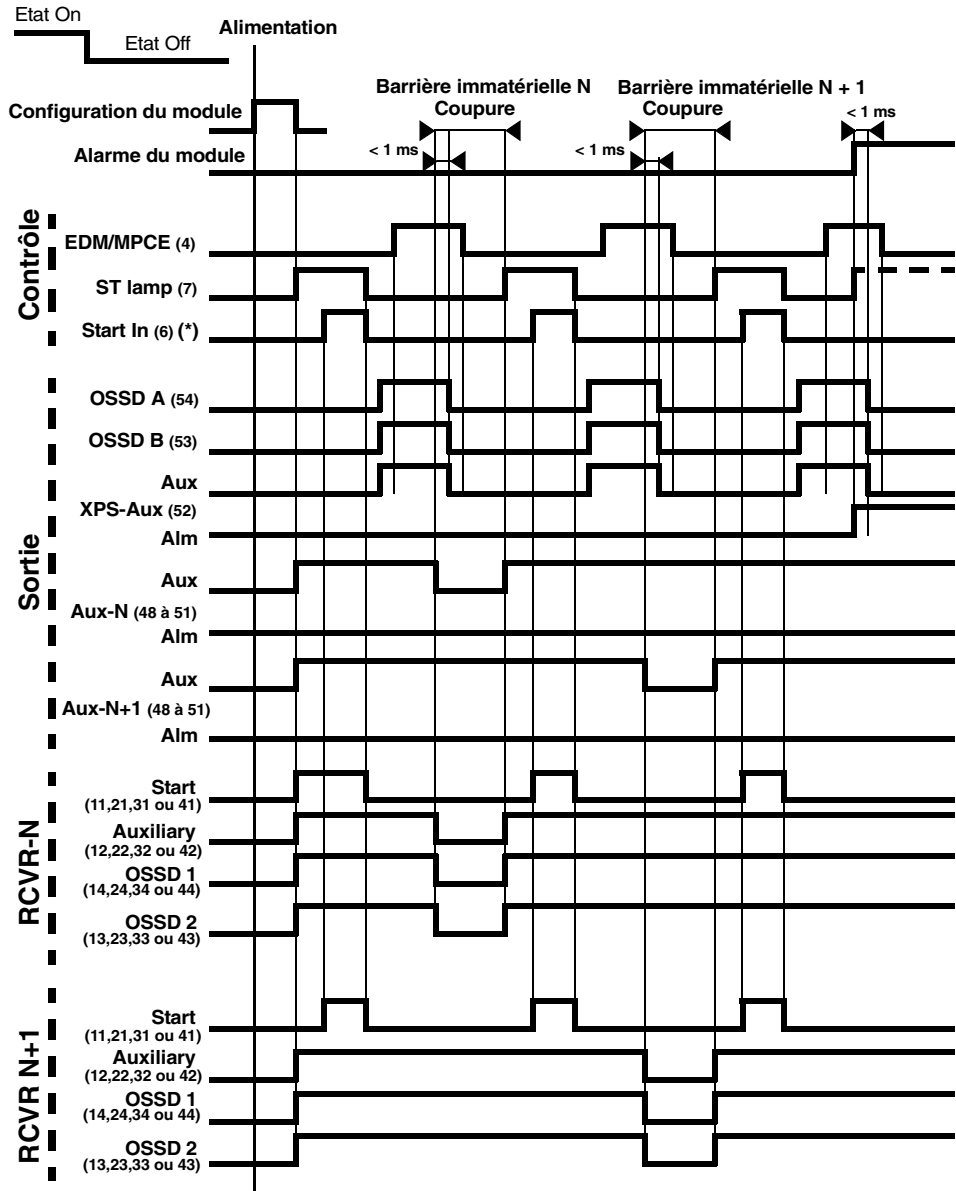 Etat On
Etat Off
Alimentation
Barrière immatérielle N
Coupure
Barrière immatérielle N + 1
Coupure
< 1 ms
Configuration du module
Alarme du module
< 1 ms
< 1 ms
Contrôle
EDM/MPCE (4)
ST lamp (7)
Start In (6) (*)
Sortie
OSSD A (54)
OSSD B (53)
Aux
XPS-Aux (52)
Alm
Aux
Aux-N (48 à 51)
Alm
Aux
Aux-N+1 (48 à 51)
Alm
RCVR-N
Start
(11,21,31 ou 41)
Auxiliary
(12,22,32 ou 42)
OSSD 1
(14,24,34 ou 44)
OSSD 2
(13,23,33 ou 43)
RCVR N+1
Start
(11,21,31 ou 41)
Auxiliary
(12,22,32 ou 42)
OSSD 1
(14,24,34 ou 44)
OSSD 2
(13,23,33 ou 43)